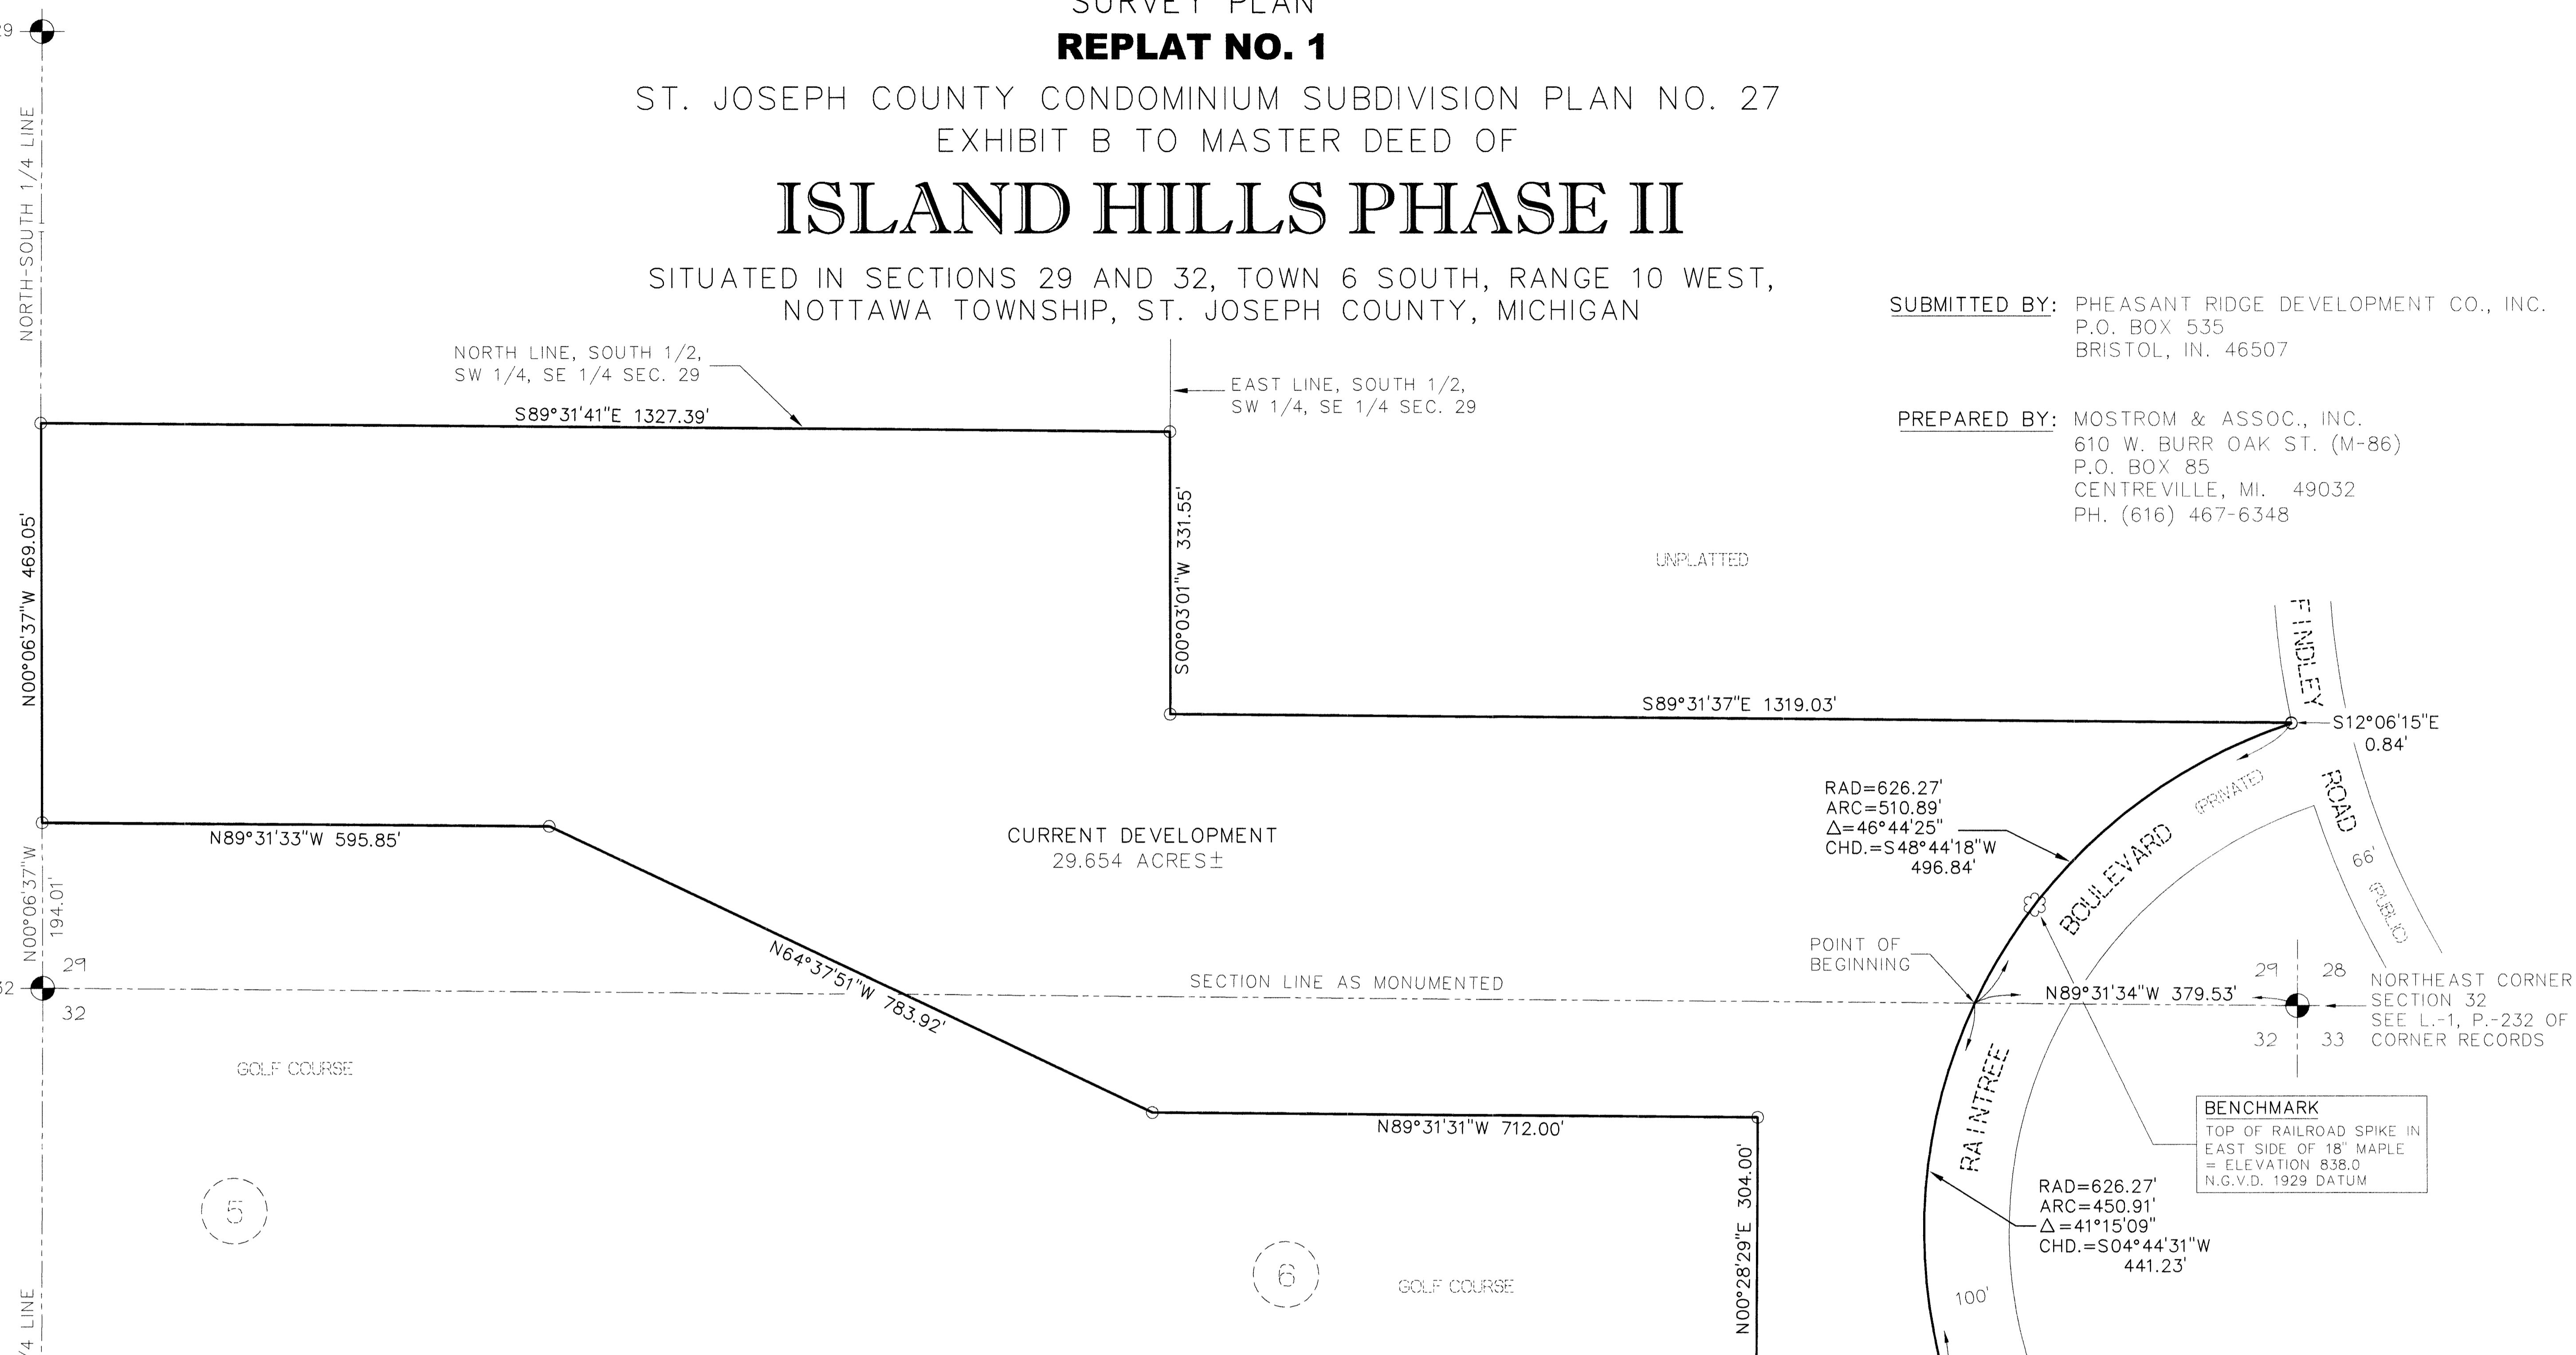 SURVEY PLAN
REPLAT NO. 1
ST. JOSEPH COUNTY CONDOMINIUM SUBDIVISION PLAN NO. 27
EXHIBIT B TO MASTER DEED OF
ISLAND HILLS PHASE II
SITUATED IN SECTIONS 29 AND 32, TOWN 6 SOUTH, RANGE 10 WEST,
NOTTAWA TOWNSHIP, ST. JOSEPH COUNTY, MICHIGAN
SUBMITTED BY: PHEASANT RIDGE DEVELOPMENT CO., INC.
P.O. BOX 535
BRISTOL, IN. 46507
PREPARED BY: MOSTROM & ASSOC., INC.
610 W. BURR OAK ST. (M-86)
P.O. BOX 85
CENTREVILLE, MI. 49032
PH. (616) 467-6348
29
NORTH-SOUTH 1/4 LINE
NORTH LINE, SOUTH 1/2,
SW 1/4, SE 1/4 SEC. 29
EAST LINE, SOUTH 1/2,
SW 1/4, SE 1/4 SEC. 29
S89°31'41"E 1327.39'
N00°06'37"W 469.05'
S00°03'01"W 331.55'
UNPLATTED
S89°31'37"E 1319.03'
FINDLEY
ROAD
66'
(PUBLIC)
S12°06'15"E
0.84'
RAD=626.27'
ARC=510.89'
Δ=46°44'25"
CHD.=S48°44'18"W
496.84'
BOULEVARD
(PRIVATE)
N89°31'33"W 595.85'
CURRENT DEVELOPMENT
29.654 ACRES±
N00°06'37"W
194.01'
N64°37'51"W 783.92'
POINT OF
BEGINNING
SECTION LINE AS MONUMENTED
N89°31'34"W 379.53'
32
29
32
29
28
32
33
NORTHEAST CORNER
SECTION 32
SEE L.-1, P.-232 OF
CORNER RECORDS
GOLF COURSE
N89°31'31"W 712.00'
RAINTREE
BENCHMARK
TOP OF RAILROAD SPIKE IN
EAST SIDE OF 18" MAPLE
= ELEVATION 838.0
N.G.V.D. 1929 DATUM
5
6
GOLF COURSE
N00°28'29"E 304.00'
RAD=626.27'
ARC=450.91'
Δ=41°15'09"
CHD.=S04°44'31"W
441.23'
100'
/4 LINE